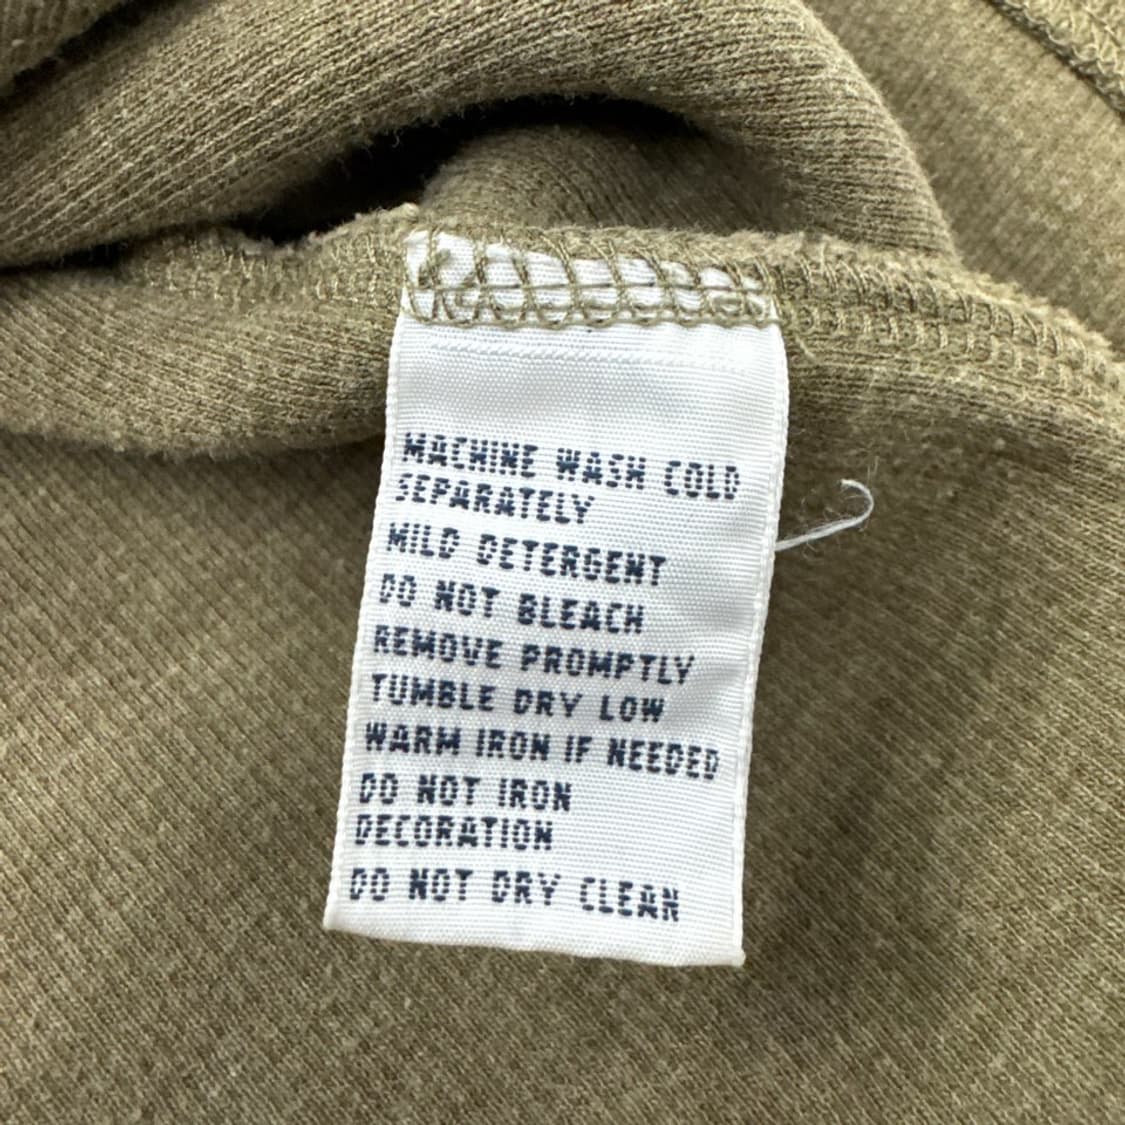 MACHINE WASH COLD
SEPARATELY
MILD DETERGENT
DO NOT BLEACH
REMOVE PROMPTLY
TUMBLE DRY LOW
WARM IRON IF NEEDED
DO NOT IRON
DECORATION
DO NOT DRY CLEAN